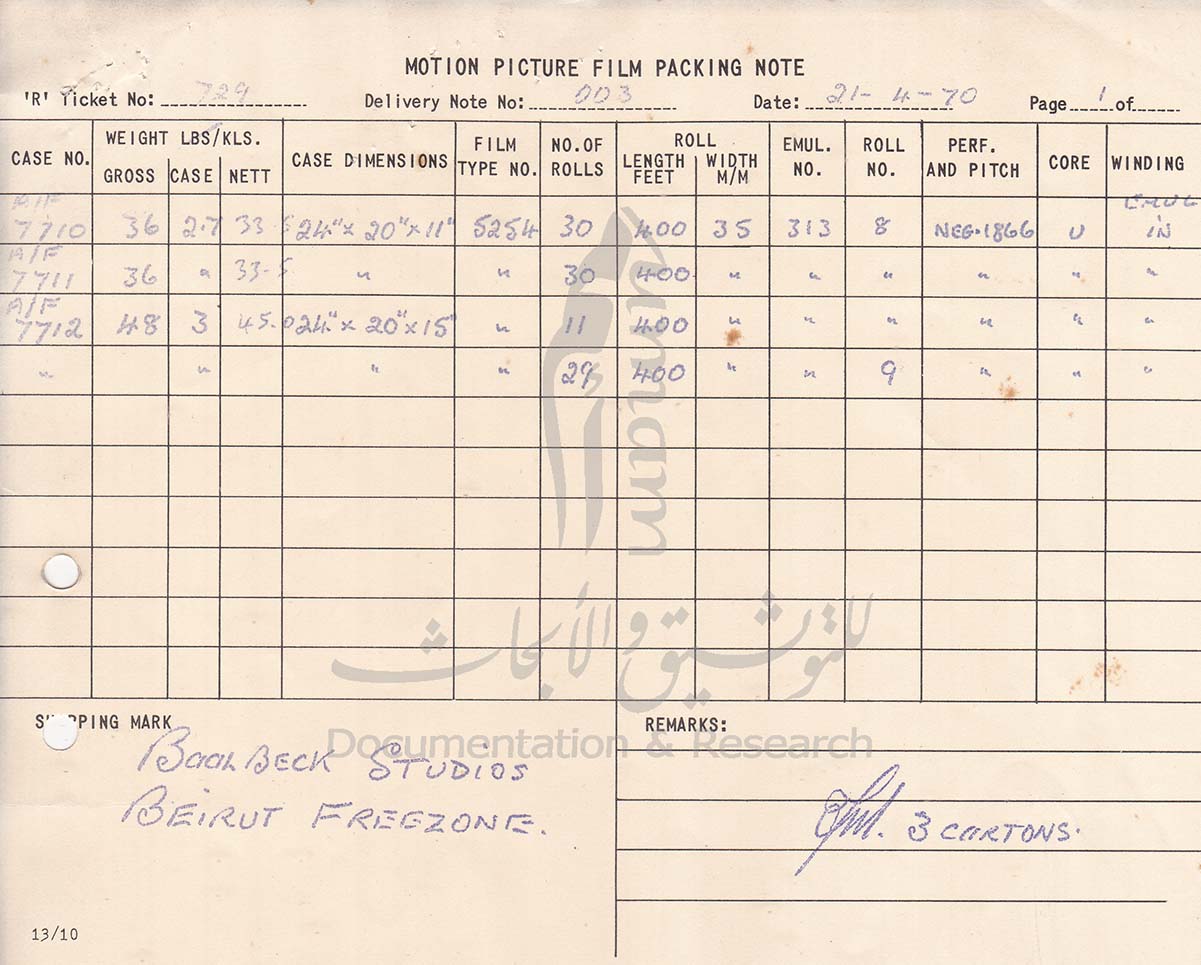 MOTION PICTURE FILM PACKING NOTE
'R' Ticket No: 729 Delivery Note No: 003 Date: 21-4-70 Page 1 of
CASE NO. WEIGHT LBS/KLS. GROSS CASE NETT CASE DIMENSIONS FILM TYPE NO. NO.OF ROLLS ROLL LENGTH FEET WIDTH M/M EMUL. NO. ROLL NO. PERF. AND PITCH CORE WINDING
A/F 7710 36 2.7 33.5 24" x 20" x 11" 5254 30 400 35 313 8 NEG.1866 U EMUL IN
A/F 7711 36 " 33.5 " " 30 400 " " " " " "
A/F 7712 48 3 45.0 24" x 20" x 15" " 11 400 " " " " " "
" " " " 29 400 " " 9 " " "
SHIPPING MARK
BaalBECK STUDIOS
BEIRUT FREEZONE.
REMARKS:
3 CARTONS.
13/10
umam
للتوثيق والأبحاث
Documentation & Research